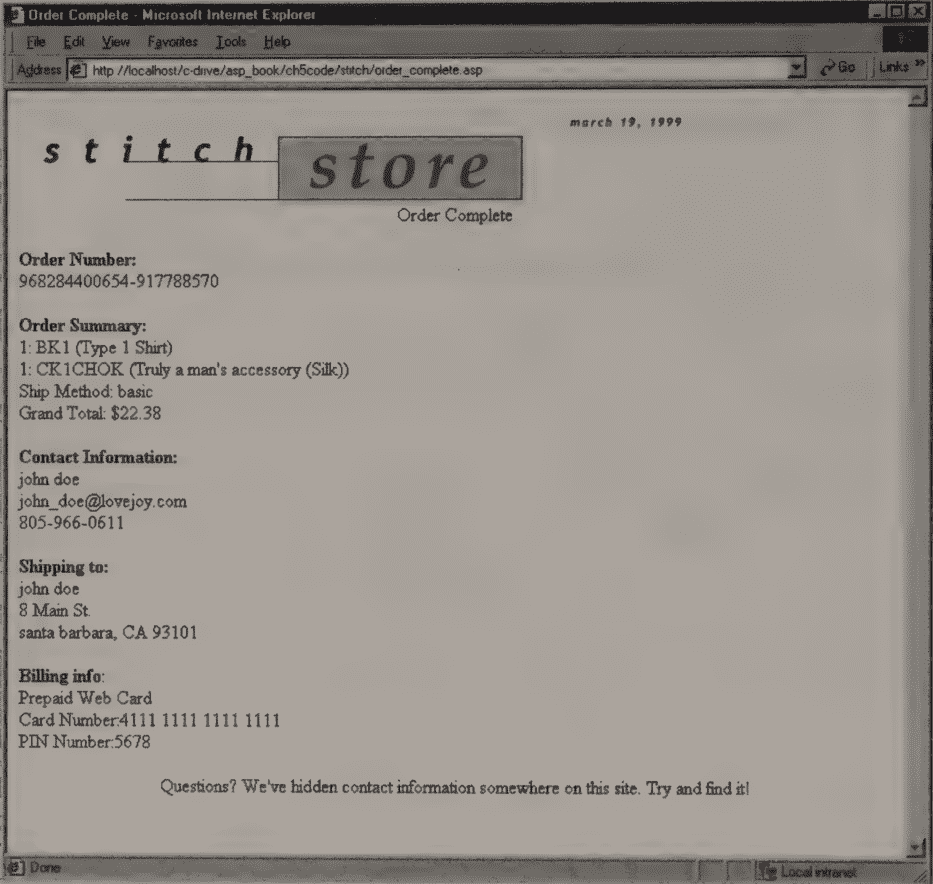 Order Complete - Microsoft Internet Explorer
File Edit View Favorites Tools Help
Address http://localhost/c-drive/asp_book/ch5code/stitch/order_complete.asp Go Links »
march 19, 1999
stitch store
Order Complete
Order Number:
968284400654-917788570
Order Summary:
1: BK1 (Type 1 Shirt)
1: CK1CHOK (Truly a man's accessory (Silk))
Ship Method: basic
Grand Total: $22.38
Contact Information:
john doe
john_doe@lovejoy.com
805-966-0611
Shipping to:
john doe
8 Main St.
santa barbara, CA 93101
Billing info:
Prepaid Web Card
Card Number:4111 1111 1111 1111
PIN Number:5678
Questions? We've hidden contact information somewhere on this site. Try and find it!
Done Local intranet